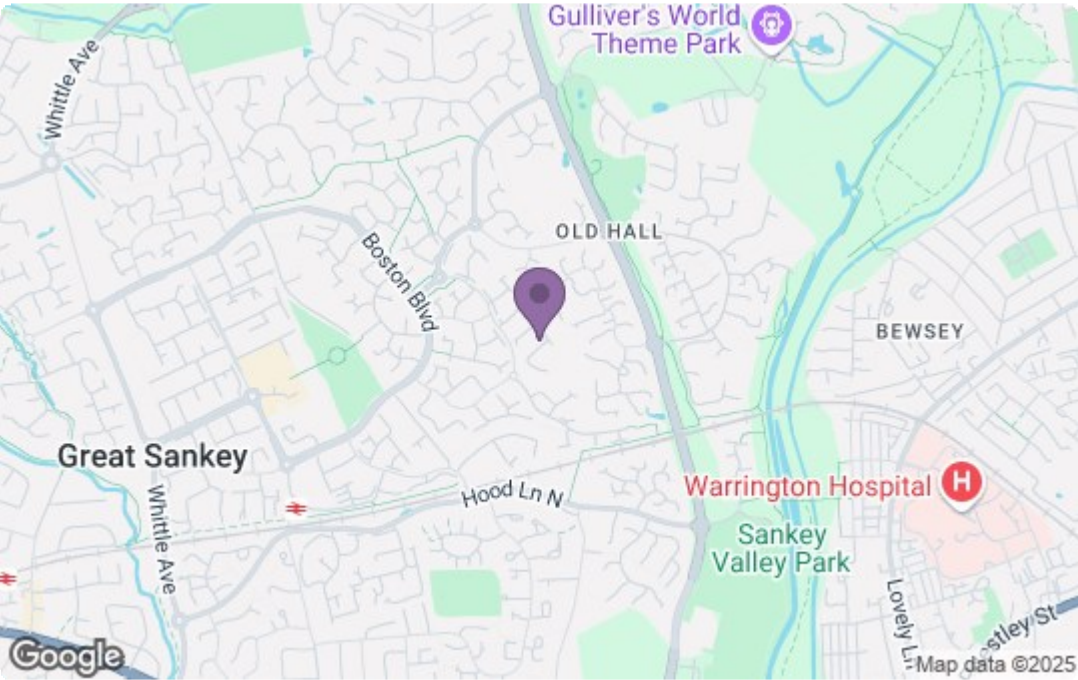 Gulliver's World
Theme Park
Whittle Ave
OLD HALL
Boston Blvd
BEWSEY
Great Sankey
Warrington Hospital
H
Hood Ln N
Whittle Ave
Sankey
Valley Park
Lovely Ln
Google
Map data ©2025